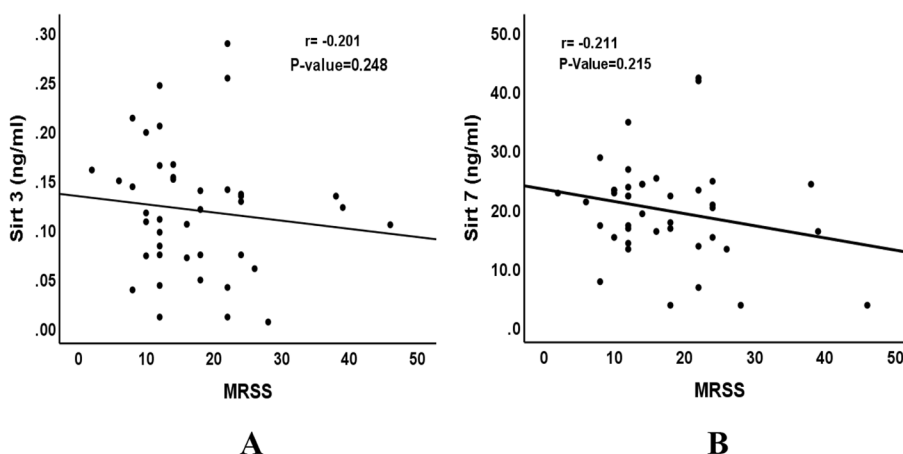 r= -0.201
P-value=0.248
Sirt 3 (ng/ml)
.30
.25
.20
.15
.10
.05
.00
0 10 20 30 40 50
MRSS
A
r= -0.211
P-Value=0.215
Sirt 7 (ng/ml)
50.0
40.0
30.0
20.0
10.0
.0
0 10 20 30 40 50
MRSS
B